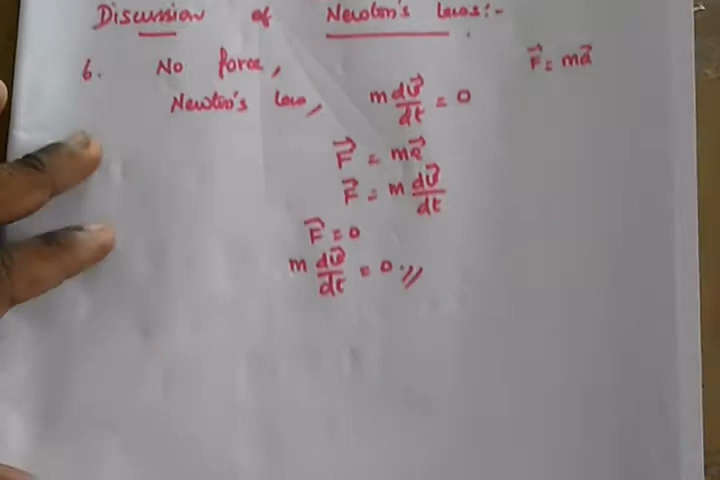 Discussion of Newton's laws:-
6. No force, F⃗ = ma⃗
Newton's law, m dv⃗/dt = 0
F⃗ = ma⃗
F⃗ = m dv⃗/dt
F⃗ = 0
m dv⃗/dt = 0 //